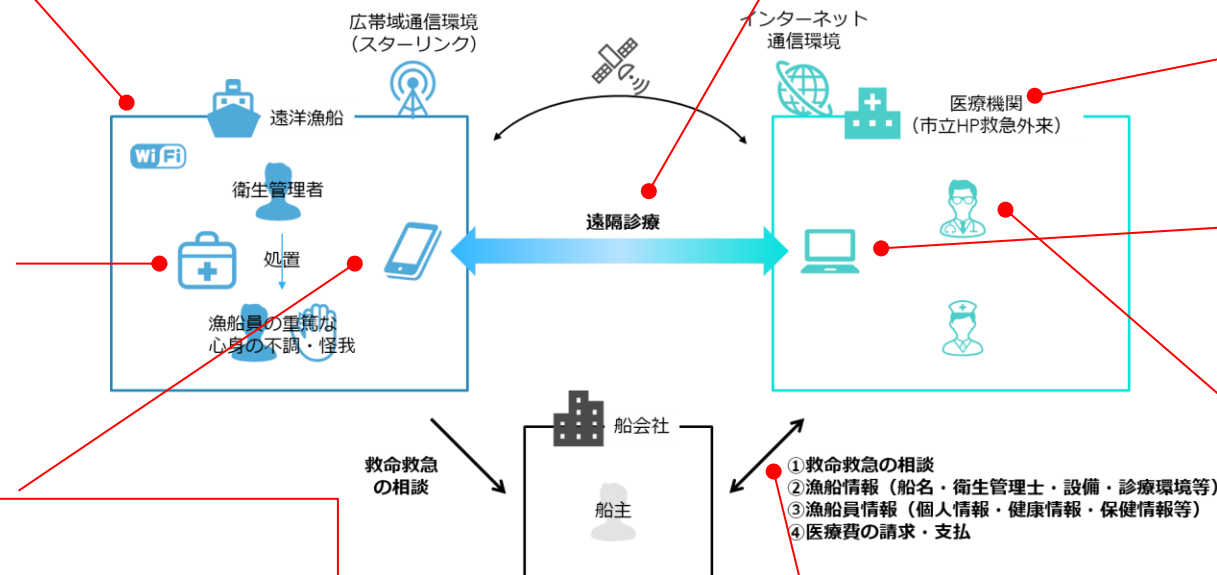 広帯域通信環境
（スターリンク）
インターネット
通信環境
遠洋漁船
医療機関
（市立HP救急外来）
WiFi
衛生管理者
遠隔診療
処置
漁船員の重篤な
心身の不調・怪我
船会社
救命救急
の相談
船主
①救命救急の相談
②漁船情報（船名・衛生管理士・設備・診療環境等）
③漁船員情報（個人情報・健康情報・保健情報等）
④医療費の請求・支払